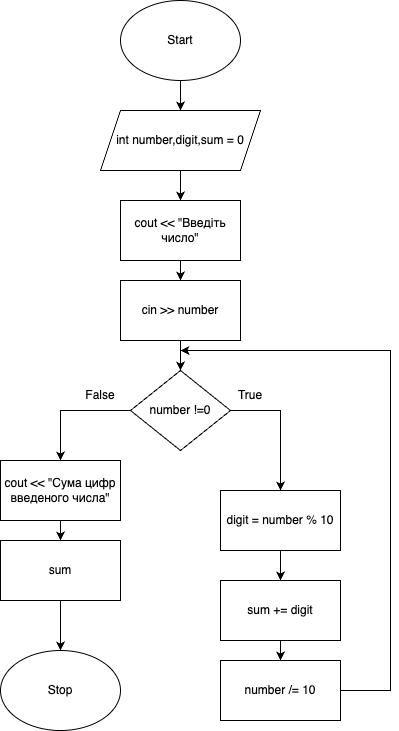 Start
int number,digit,sum = 0
cout << "Введіть
число"
cin >> number
number !=0
False
True
cout << "Сума цифр
введеного числа"
sum
Stop
digit = number % 10
sum += digit
number /= 10